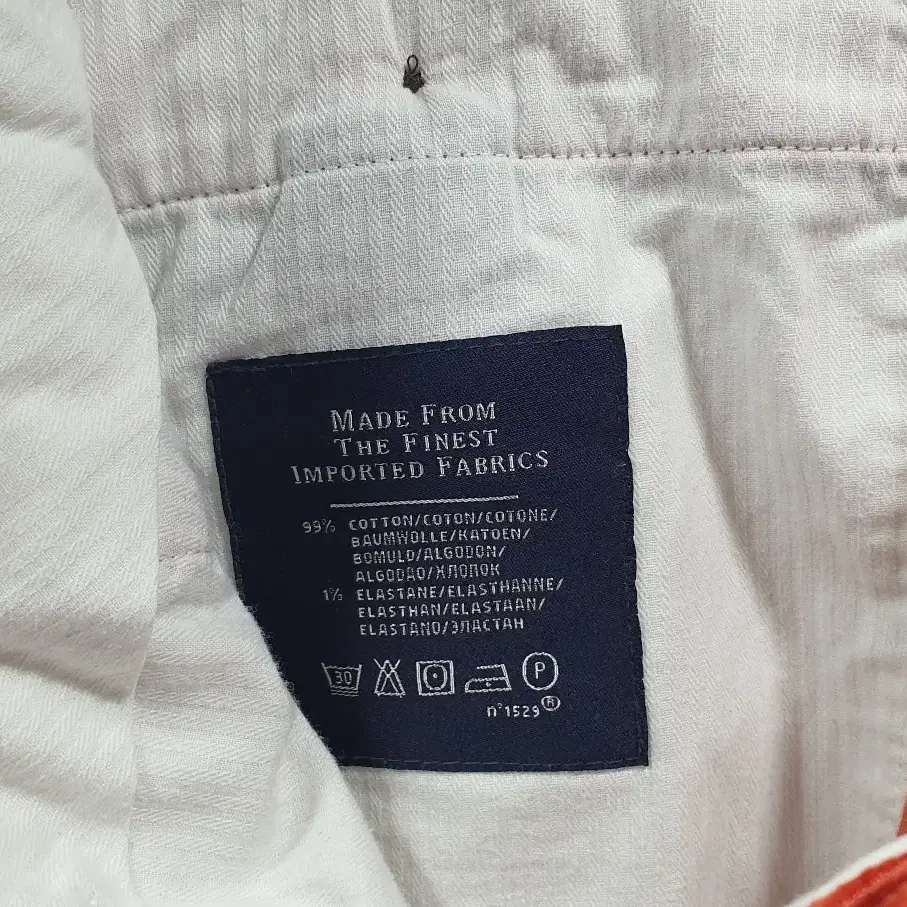 MADE FROM
THE FINEST
IMPORTED FABRICS
99% COTTON/COTON/COTONE/
BAUMWOLLE/KATOEN/
BOMULD/ALGODON/
ALGODAO/ХЛОПОК
1% ELASTANE/ELASTHANNE/
ELASTHAN/ELASTAAN/
ELASTANO/ЭЛАСТАН
30 P
n°1529®